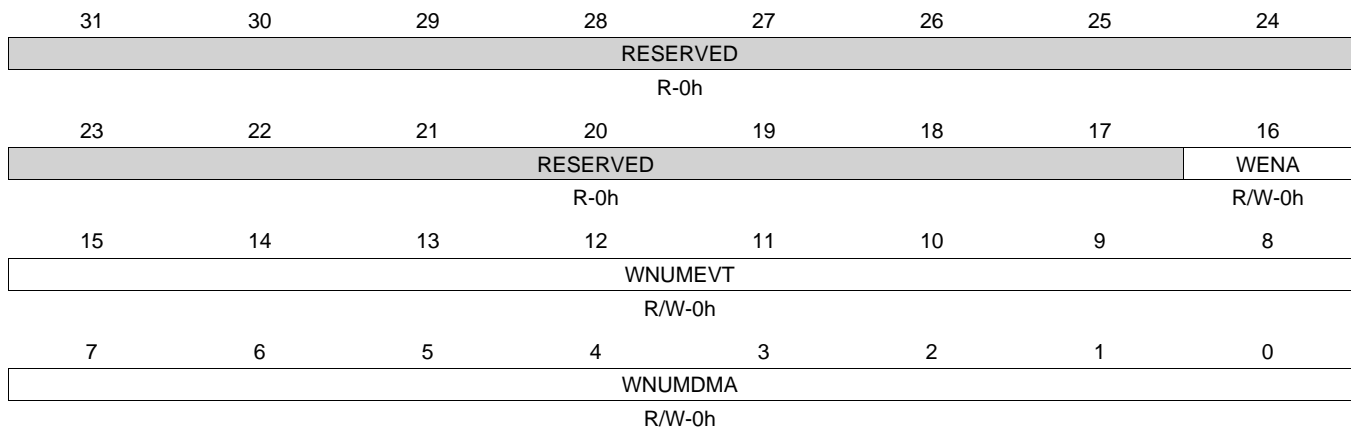 31 30 29 28 27 26 25 24
RESERVED
R-0h
23 22 21 20 19 18 17 16
RESERVED WENA
R-0h R/W-0h
15 14 13 12 11 10 9 8
WNUMEVT
R/W-0h
7 6 5 4 3 2 1 0
WNUMDMA
R/W-0h